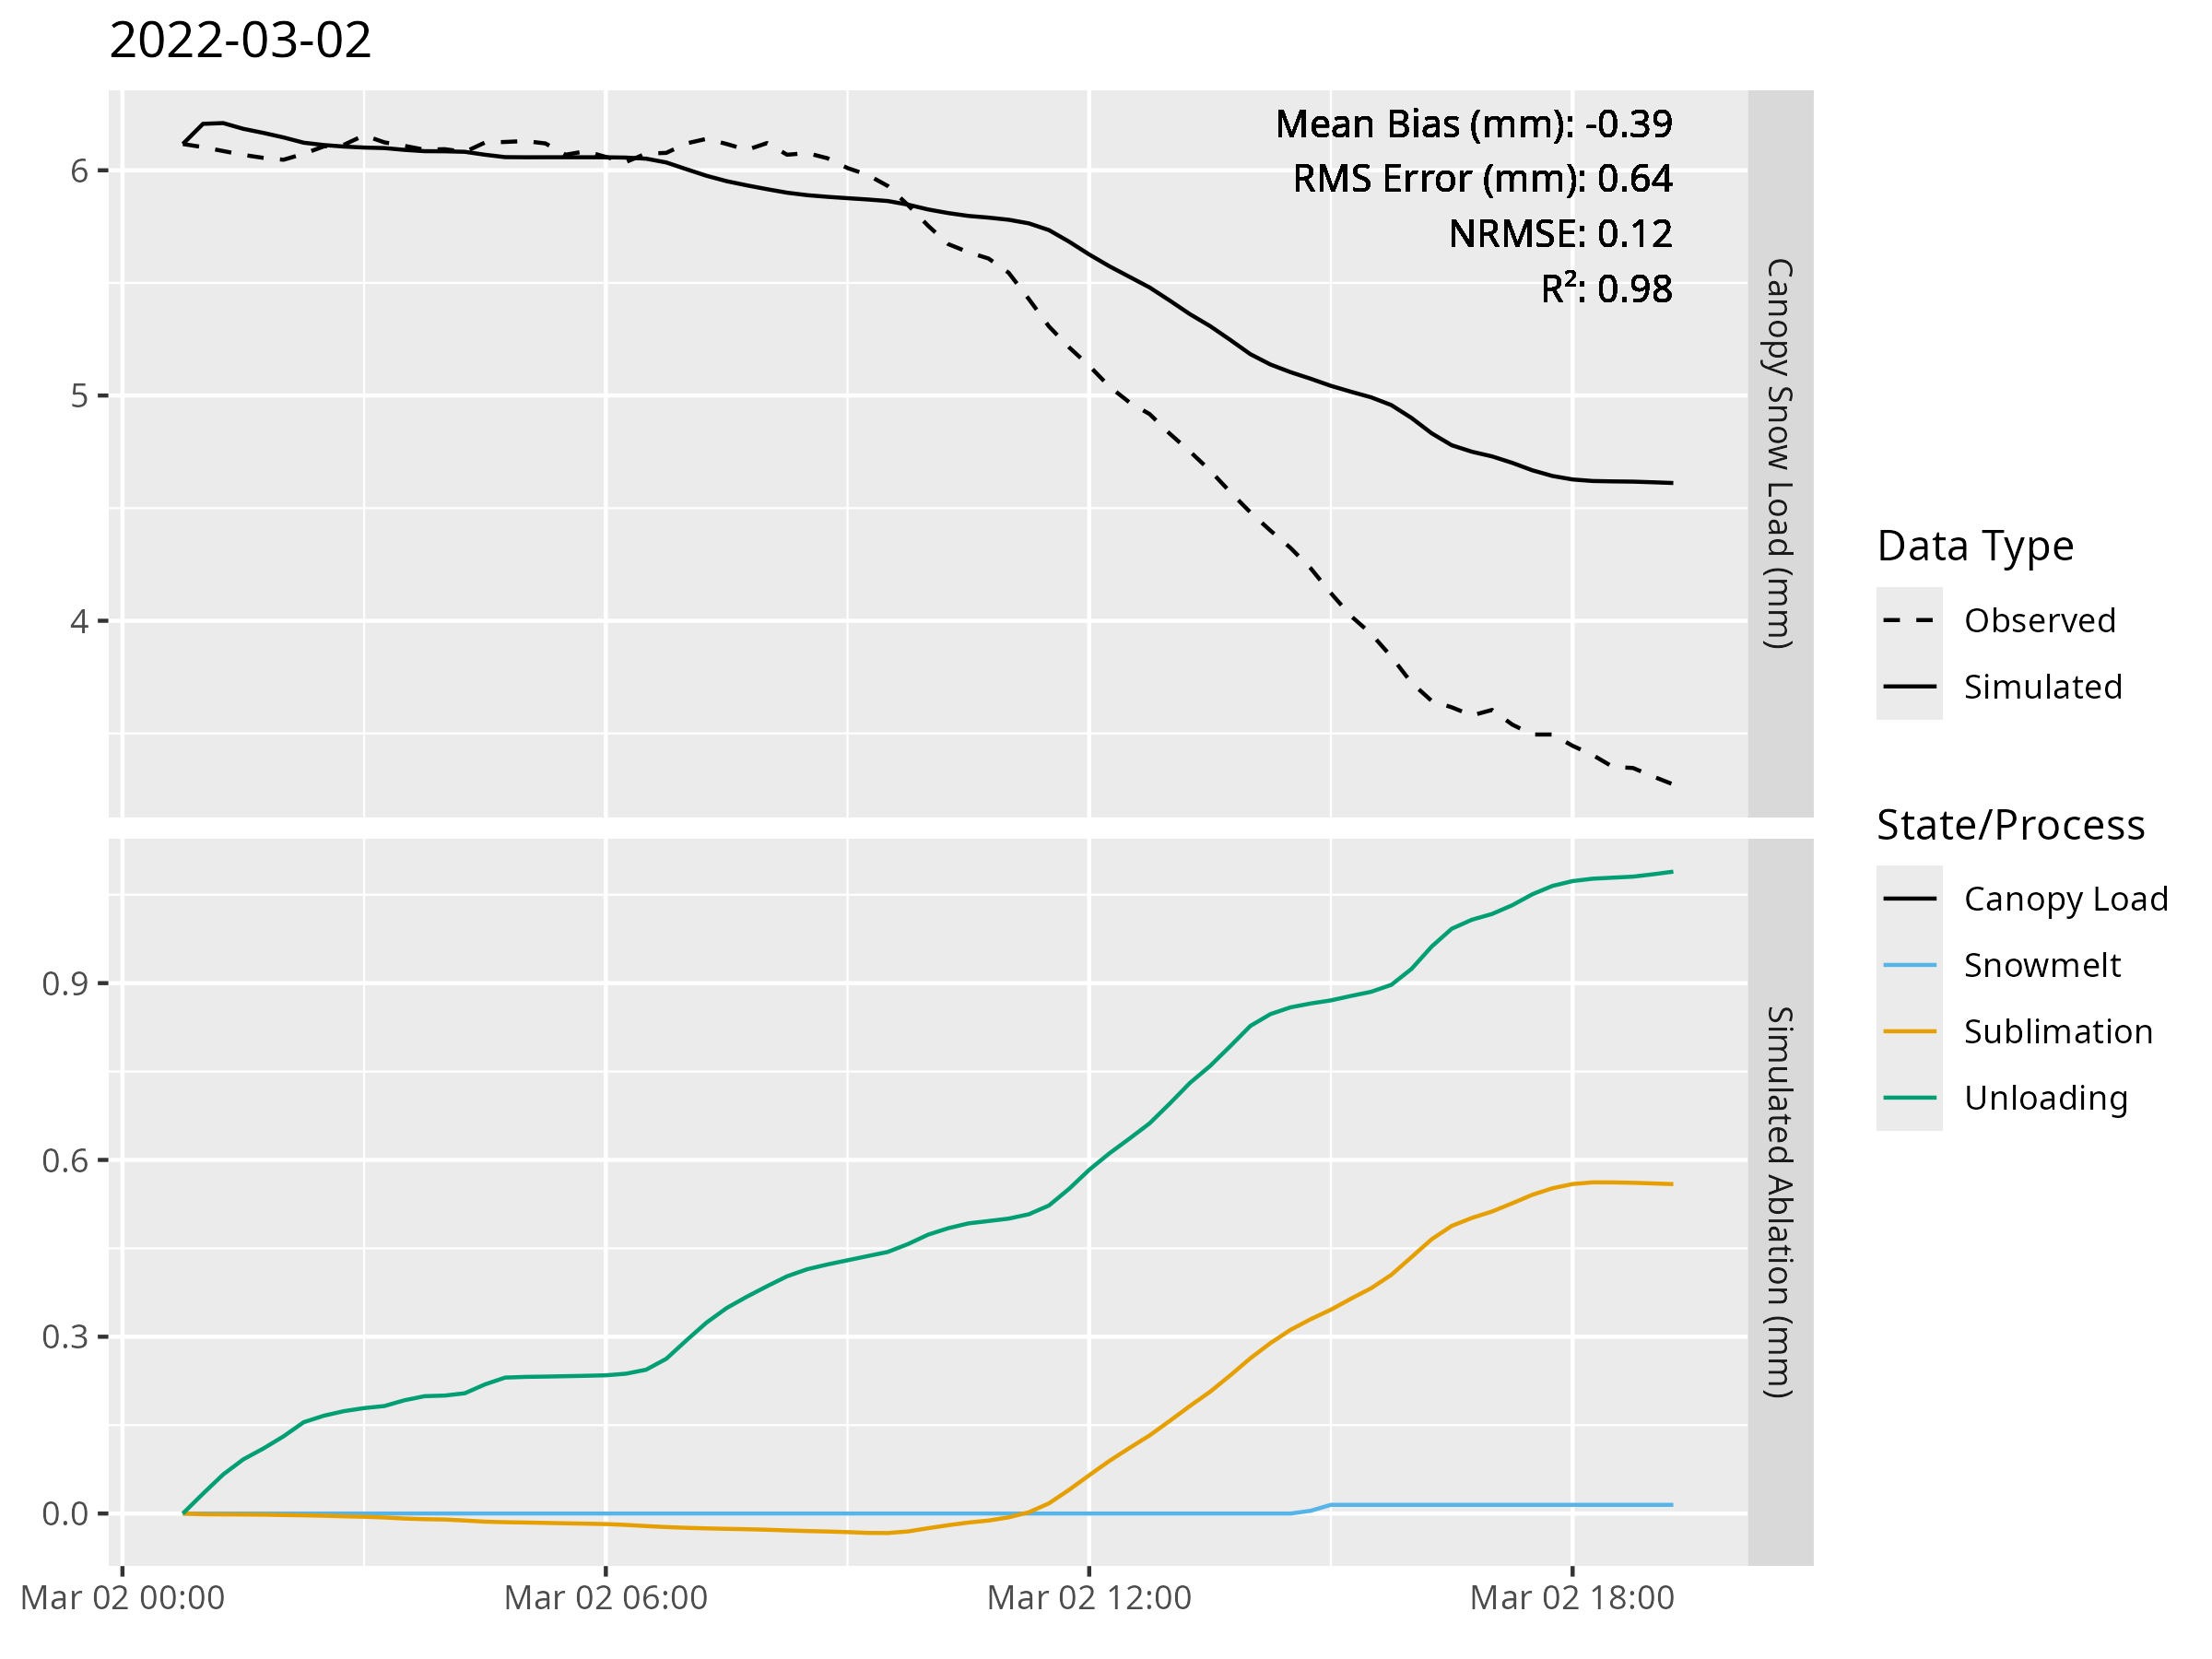 2022-03-02
Mean Bias (mm): -0.39
RMS Error (mm): 0.64
NRMSE: 0.12
R²: 0.98
6
5
4
Canopy Snow Load (mm)
0.9
0.6
0.3
0.0
Simulated Ablation (mm)
Mar 02 00:00
Mar 02 06:00
Mar 02 12:00
Mar 02 18:00
Data Type
Observed
Simulated
State/Process
Canopy Load
Snowmelt
Sublimation
Unloading